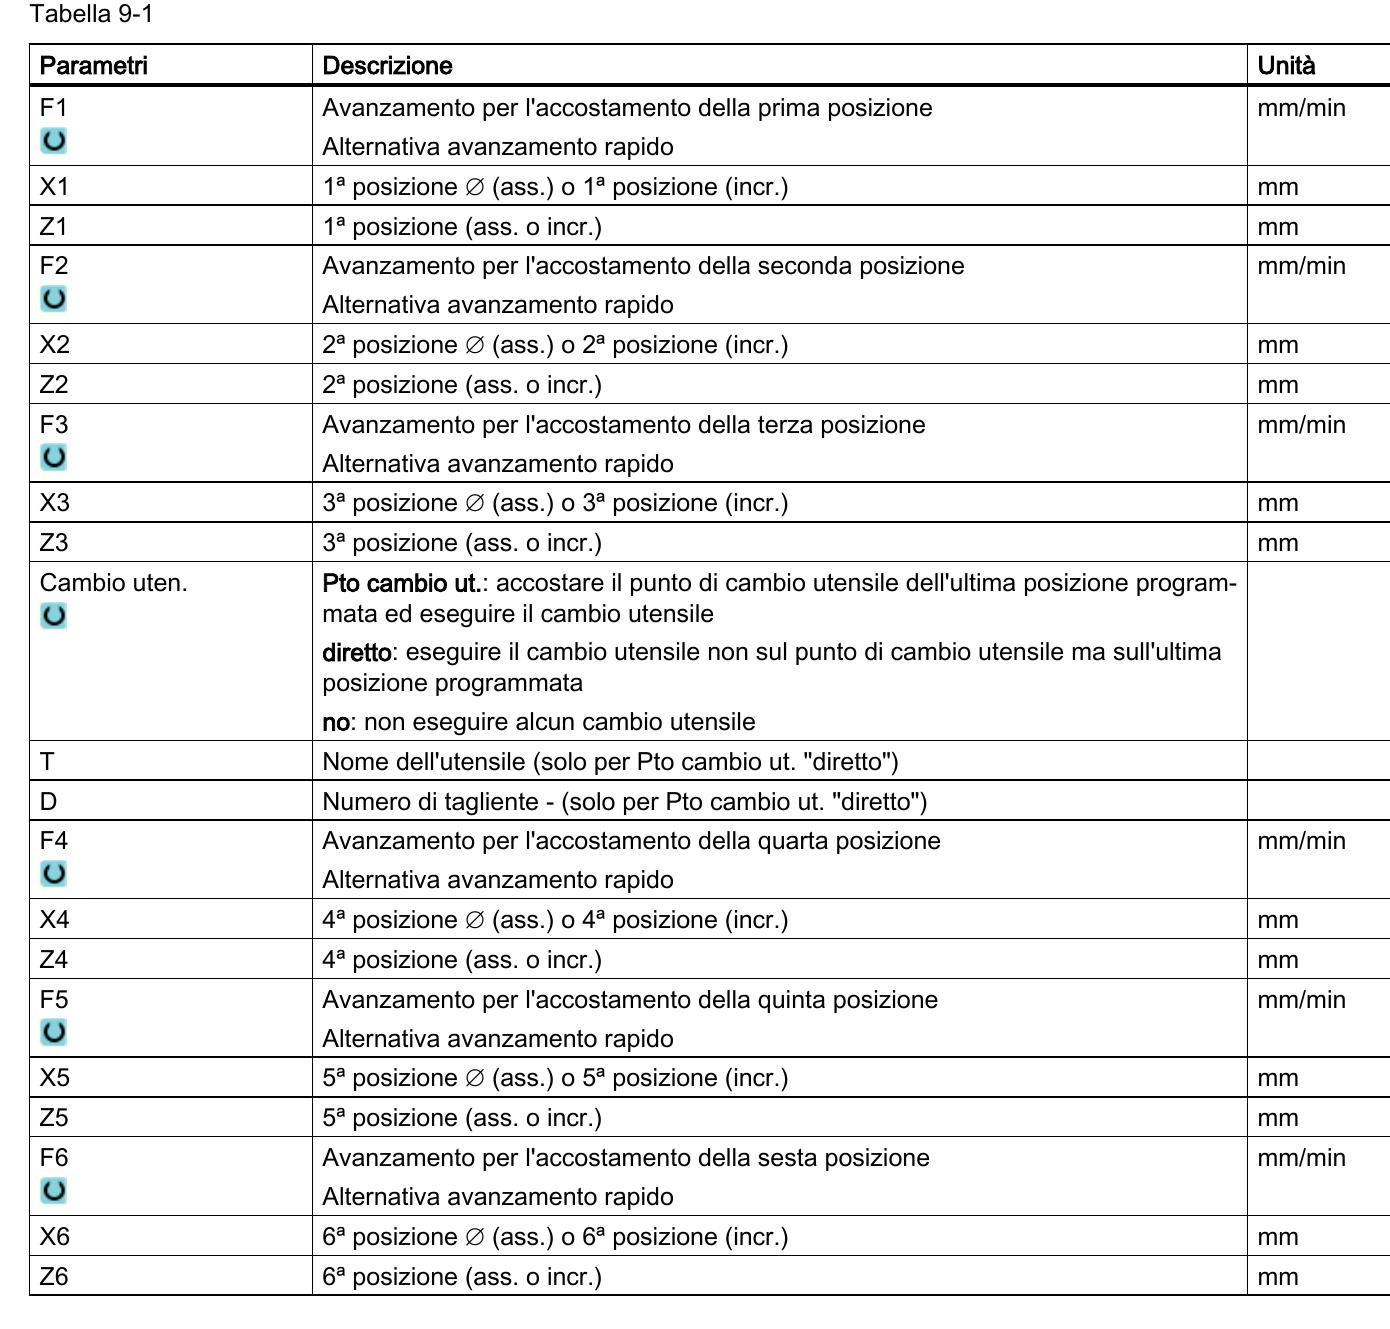 Tabella 9-1
Parametri Descrizione Unità
F1 Avanzamento per l'accostamento della prima posizione mm/min
Alternativa avanzamento rapido
X1 1ª posizione ∅ (ass.) o 1ª posizione (incr.) mm
Z1 1ª posizione (ass. o incr.) mm
F2 Avanzamento per l'accostamento della seconda posizione mm/min
Alternativa avanzamento rapido
X2 2ª posizione ∅ (ass.) o 2ª posizione (incr.) mm
Z2 2ª posizione (ass. o incr.) mm
F3 Avanzamento per l'accostamento della terza posizione mm/min
Alternativa avanzamento rapido
X3 3ª posizione ∅ (ass.) o 3ª posizione (incr.) mm
Z3 3ª posizione (ass. o incr.) mm
Cambio uten. Pto cambio ut.: accostare il punto di cambio utensile dell'ultima posizione program-
mata ed eseguire il cambio utensile
diretto: eseguire il cambio utensile non sul punto di cambio utensile ma sull'ultima
posizione programmata
no: non eseguire alcun cambio utensile
T Nome dell'utensile (solo per Pto cambio ut. "diretto")
D Numero di tagliente - (solo per Pto cambio ut. "diretto")
F4 Avanzamento per l'accostamento della quarta posizione mm/min
Alternativa avanzamento rapido
X4 4ª posizione ∅ (ass.) o 4ª posizione (incr.) mm
Z4 4ª posizione (ass. o incr.) mm
F5 Avanzamento per l'accostamento della quinta posizione mm/min
Alternativa avanzamento rapido
X5 5ª posizione ∅ (ass.) o 5ª posizione (incr.) mm
Z5 5ª posizione (ass. o incr.) mm
F6 Avanzamento per l'accostamento della sesta posizione mm/min
Alternativa avanzamento rapido
X6 6ª posizione ∅ (ass.) o 6ª posizione (incr.) mm
Z6 6ª posizione (ass. o incr.) mm